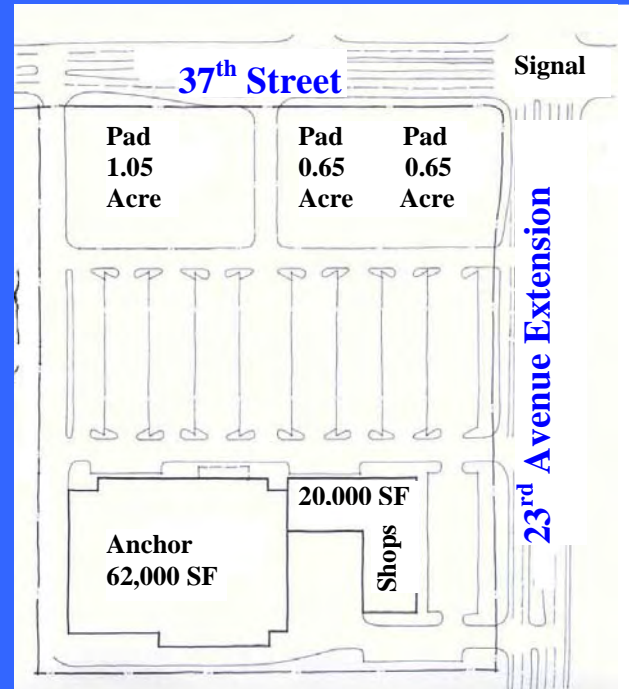 37th Street
Signal
Pad
1.05
Acre
Pad
0.65
Acre
Pad
0.65
Acre
23rd Avenue Extension
20,000 SF
Shops
Anchor
62,000 SF